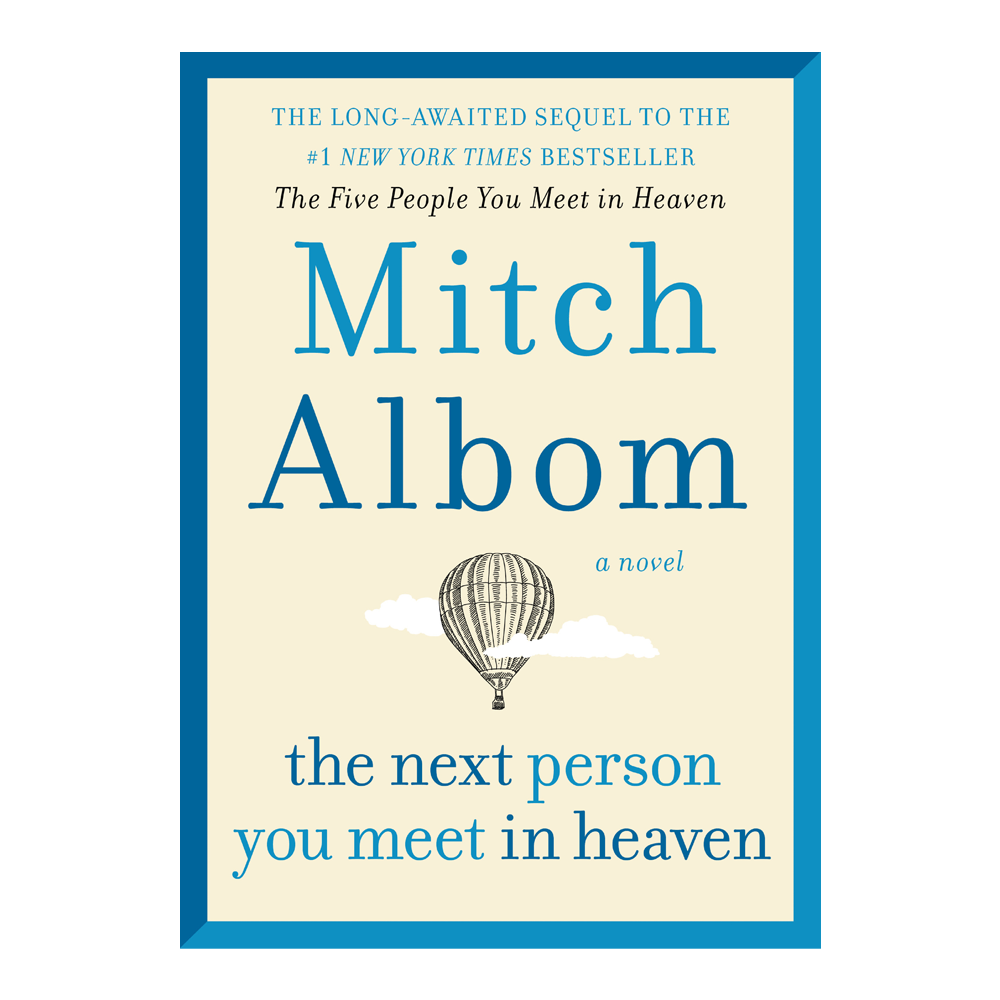 THE LONG-AWAITED SEQUEL TO THE
#1 NEW YORK TIMES BESTSELLER
The Five People You Meet in Heaven
Mitch
Albom
a novel
the next person
you meet in heaven